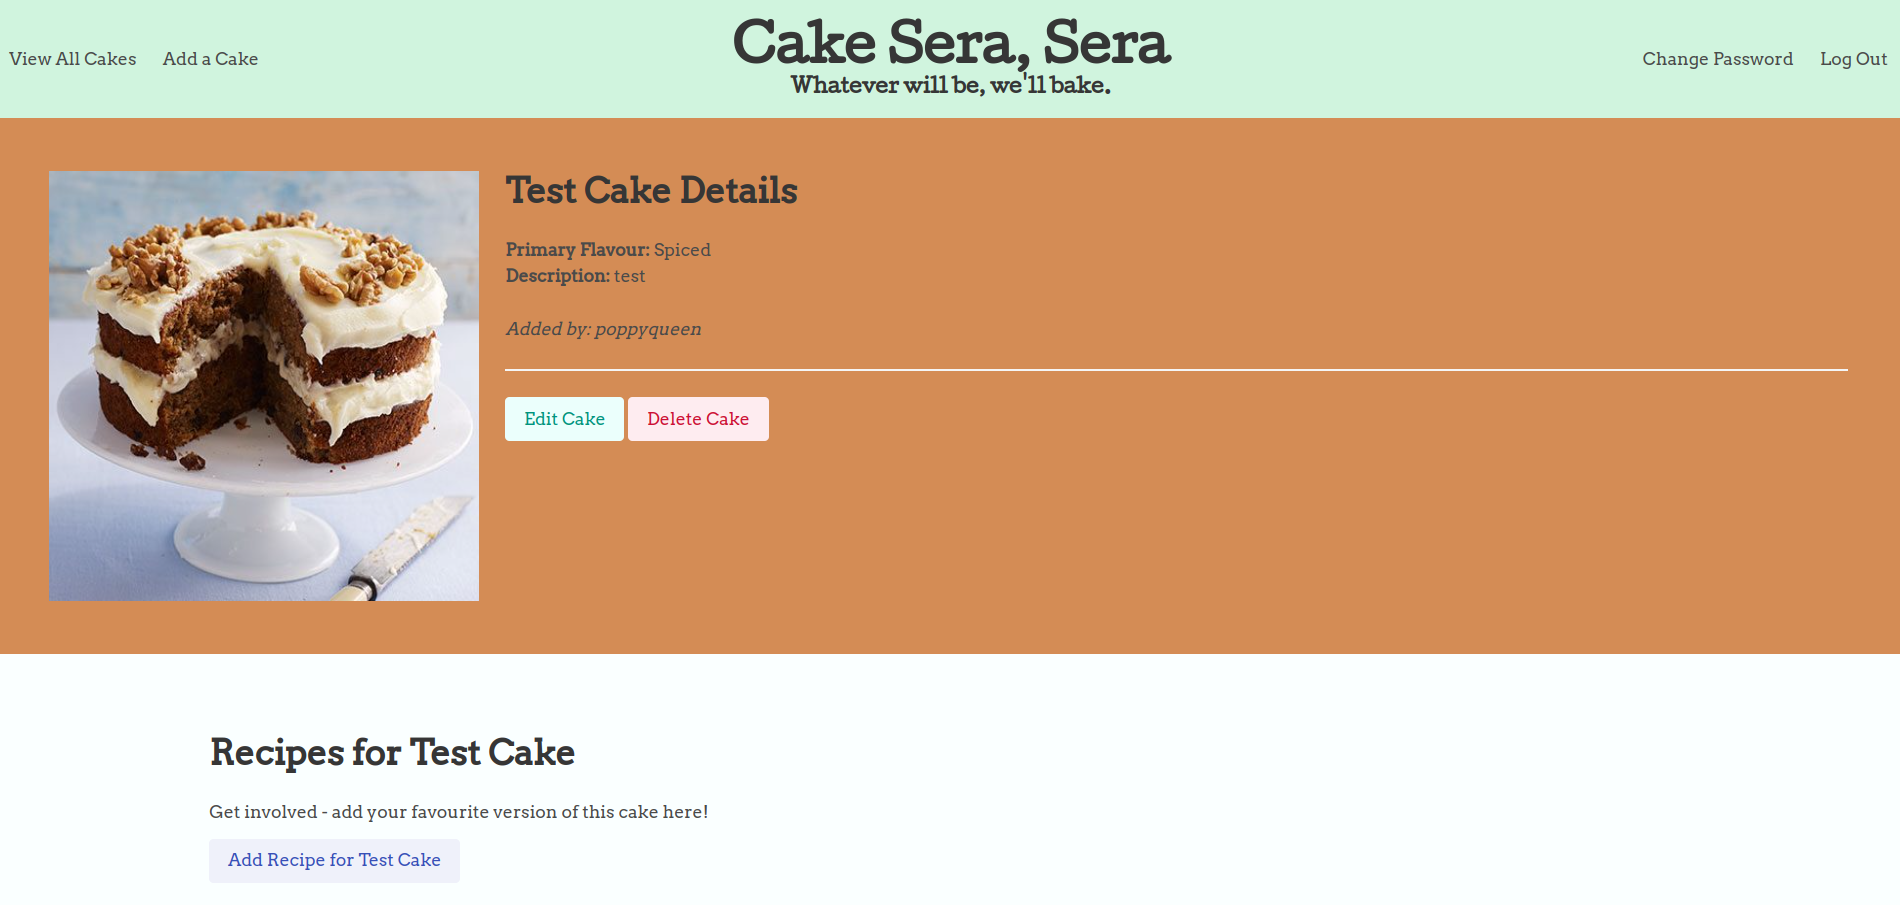 View All Cakes
Add a Cake
Cake Sera, Sera
Whatever will be, we'll bake.
Change Password
Log Out
Test Cake Details
Primary Flavour: Spiced
Description: test
Added by: poppyqueen
Edit Cake
Delete Cake
Recipes for Test Cake
Get involved - add your favourite version of this cake here!
Add Recipe for Test Cake